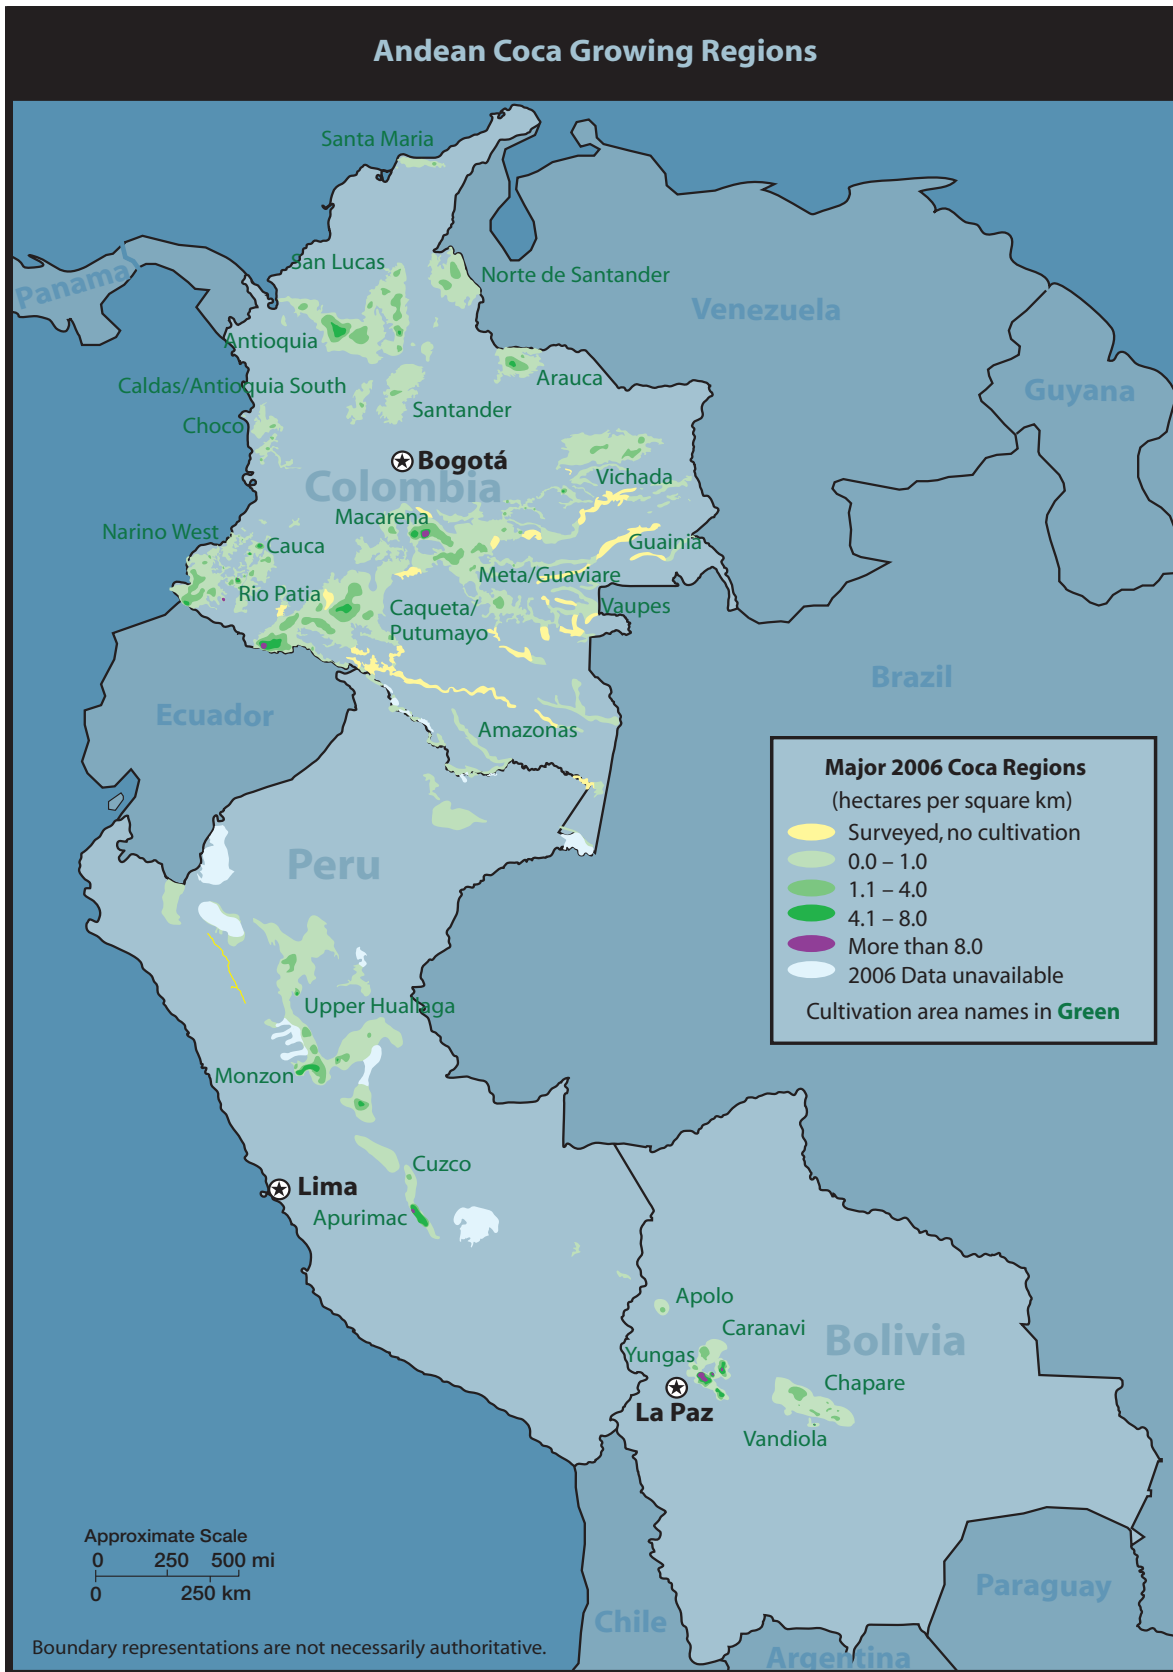 Andean Coca Growing Regions
Santa Maria
San Lucas
Norte de Santander
Panama
Venezuela
Antioquia
Arauca
Guyana
Caldas/Antioquia South
Santander
Choco
Bogotá
Colombia
Vichada
Macarena
Narino West
Cauca
Guainia
Meta/Guaviare
Rio Patia
Caqueta/
Putumayo
Vaupes
Brazil
Ecuador
Amazonas
Major 2006 Coca Regions
(hectares per square km)
Surveyed, no cultivation
0.0 – 1.0
1.1 – 4.0
4.1 – 8.0
More than 8.0
2006 Data unavailable
Cultivation area names in Green
Peru
Upper Huallaga
Monzon
Cuzco
Lima
Apurimac
Apolo
Caranavi
Bolivia
Yungas
Chapare
La Paz
Vandiola
Approximate Scale
0 250 500 mi
0 250 km
Paraguay
Chile
Argentina
Boundary representations are not necessarily authoritative.